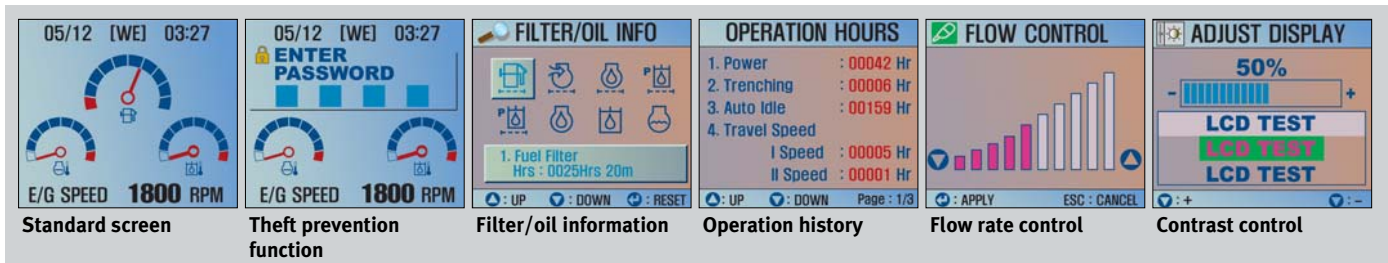 05/12 [WE] 03:27
E/G SPEED 1800 RPM
Standard screen
05/12 [WE] 03:27
ENTER
PASSWORD
E/G SPEED 1800 RPM
Theft prevention
function
FILTER/OIL INFO
P
P
1. Fuel Filter
Hrs : 0025Hrs 20m
: UP : DOWN : RESET
Filter/oil information
OPERATION HOURS
1. Power : 00042 Hr
2. Trenching : 00006 Hr
3. Auto Idle : 00159 Hr
4. Travel Speed
I Speed : 00005 Hr
II Speed : 00001 Hr
: UP : DOWN Page : 1/3
Operation history
FLOW CONTROL
: APPLY ESC : CANCEL
Flow rate control
ADJUST DISPLAY
50%
- +
LCD TEST
LCD TEST
LCD TEST
: + : -
Contrast control